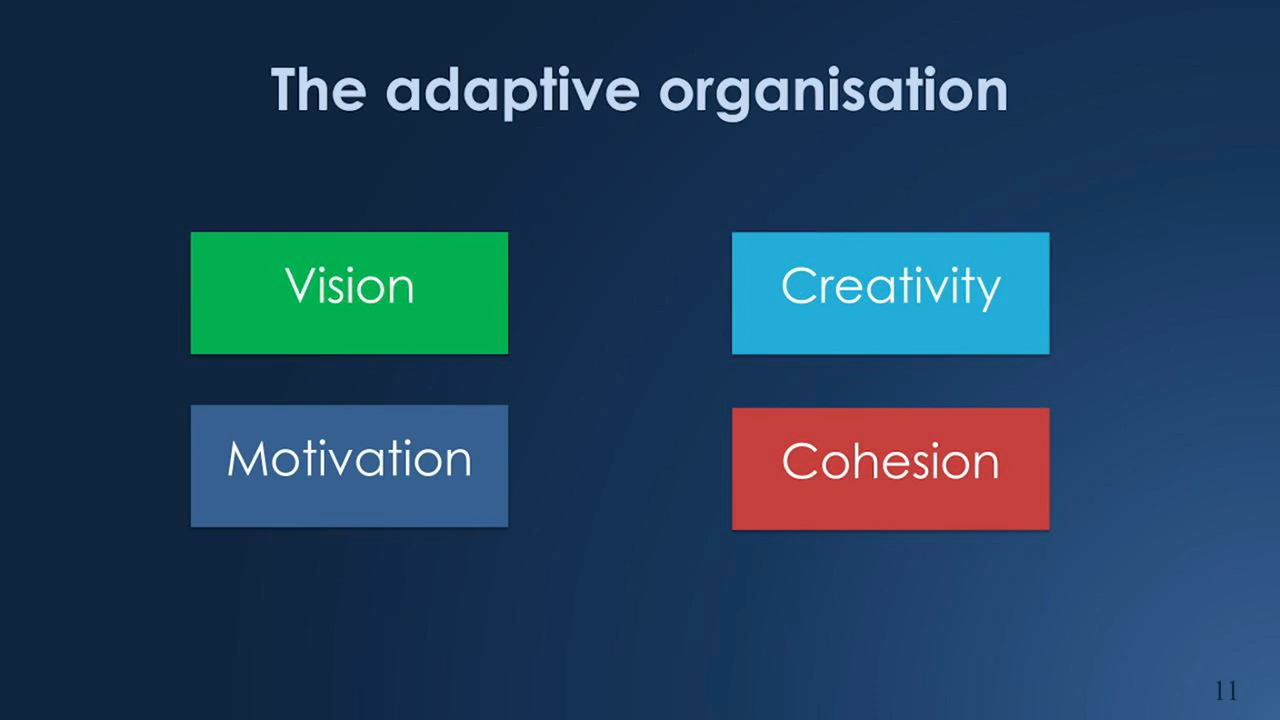 The adaptive organisation
Vision
Creativity
Motivation
Cohesion
11